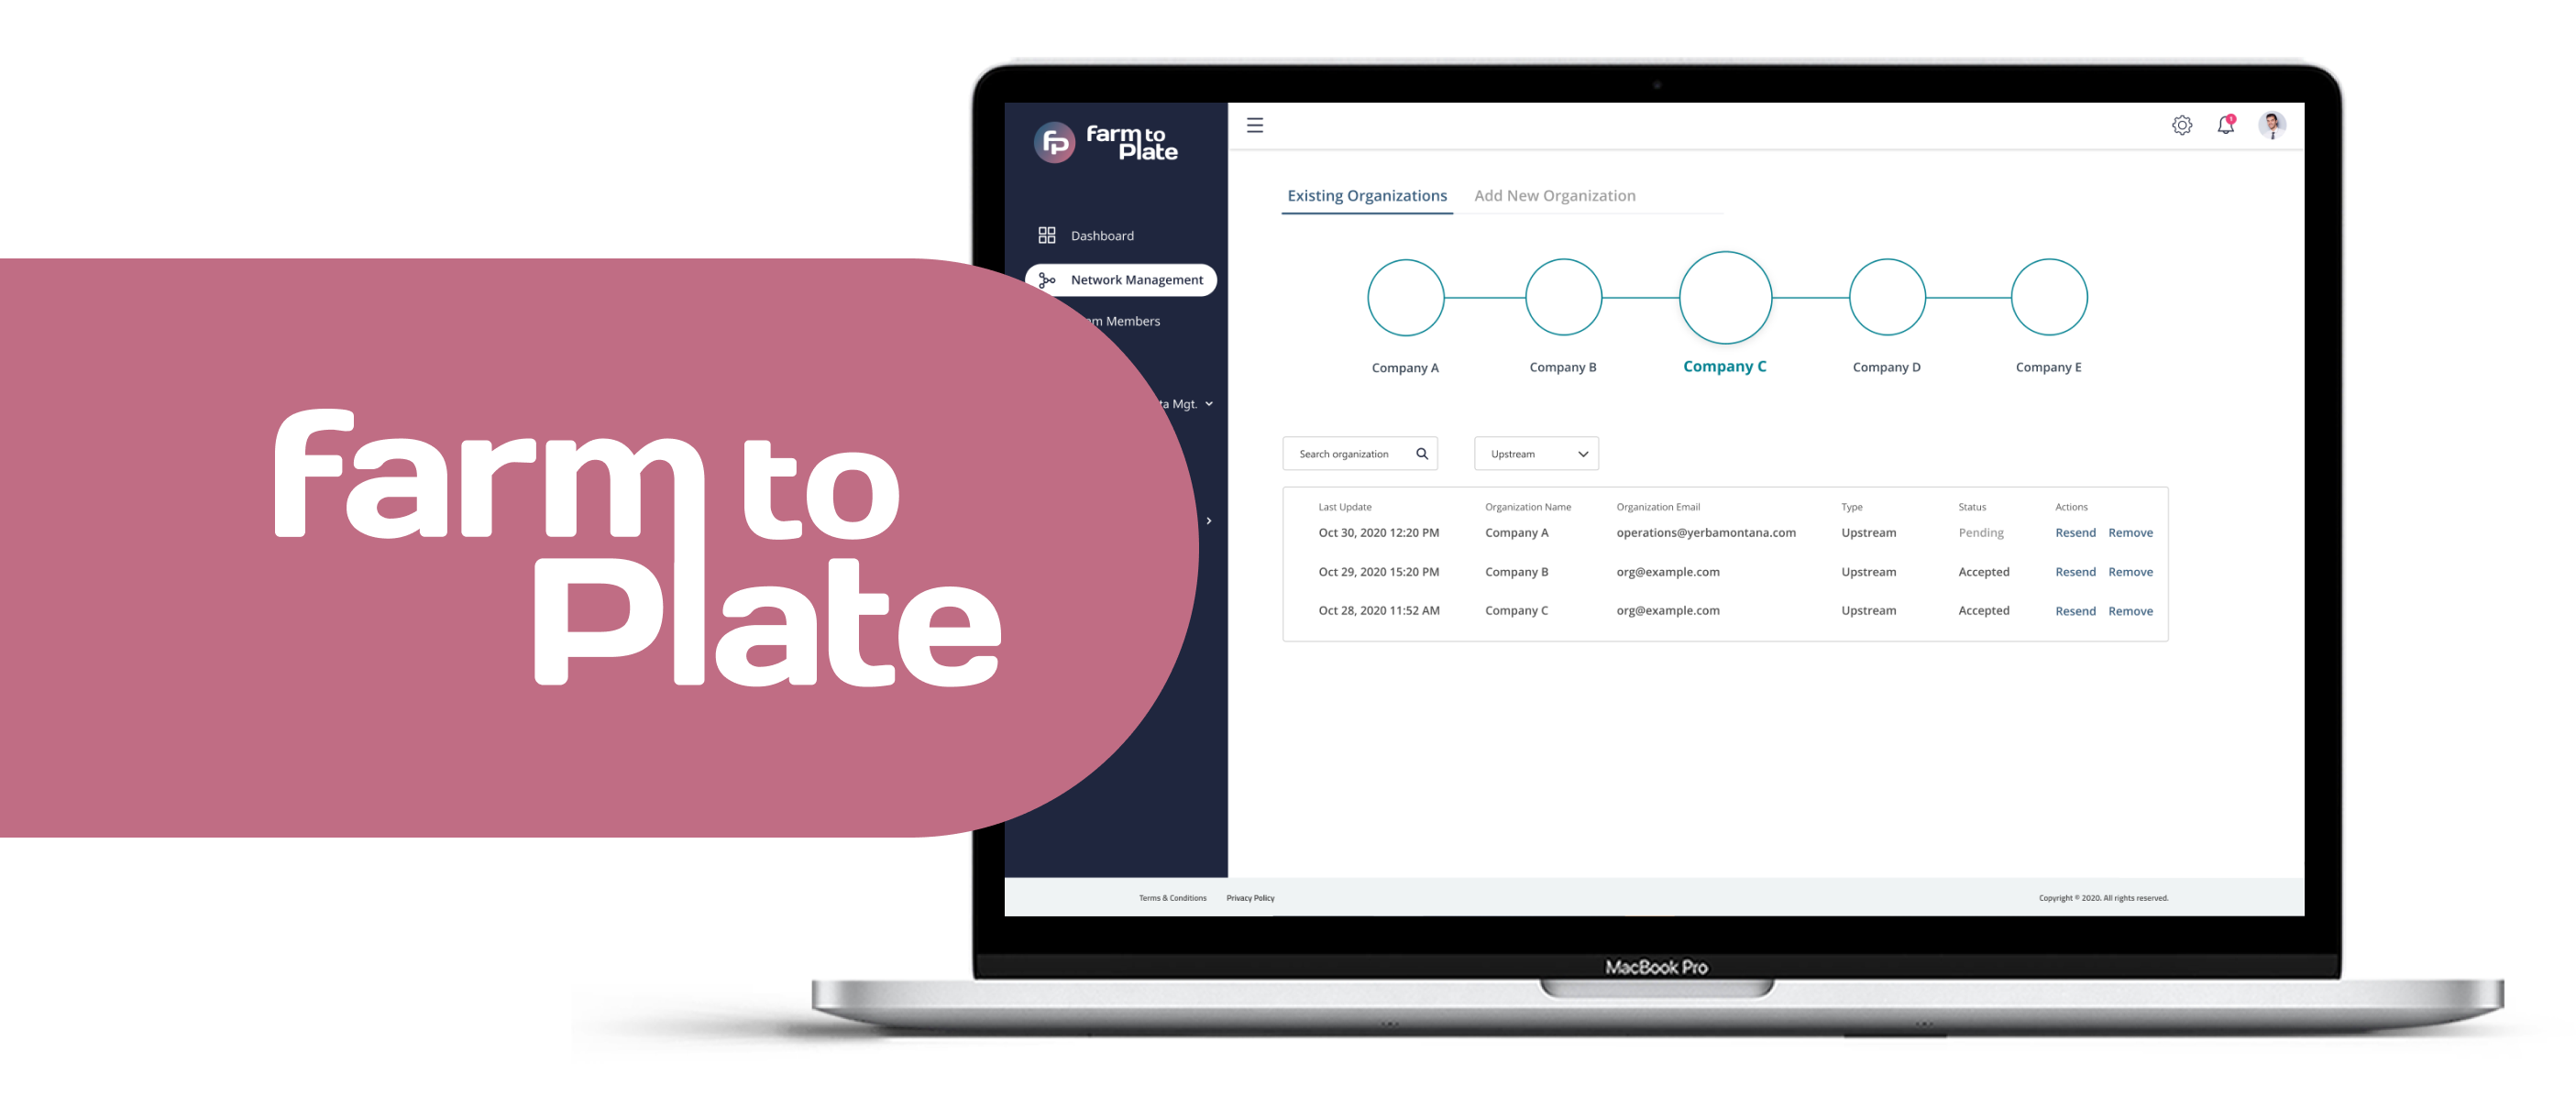 farm to
Plate
fp
farm to
Plate
Dashboard
Network Management
Members
Mgt.
Existing Organizations Add New Organization
Company A Company B Company C Company D Company E
Search organization Upstream
Last Update Organization Name Organization Email Type Status Actions
Oct 30, 2020 12:20 PM Company A operations@yerbamontana.com Upstream Pending Resend Remove
Oct 29, 2020 15:20 PM Company B org@example.com Upstream Accepted Resend Remove
Oct 28, 2020 11:52 AM Company C org@example.com Upstream Accepted Resend Remove
Terms & Conditions Privacy Policy Copyright © 2020. All rights reserved.
MacBook Pro